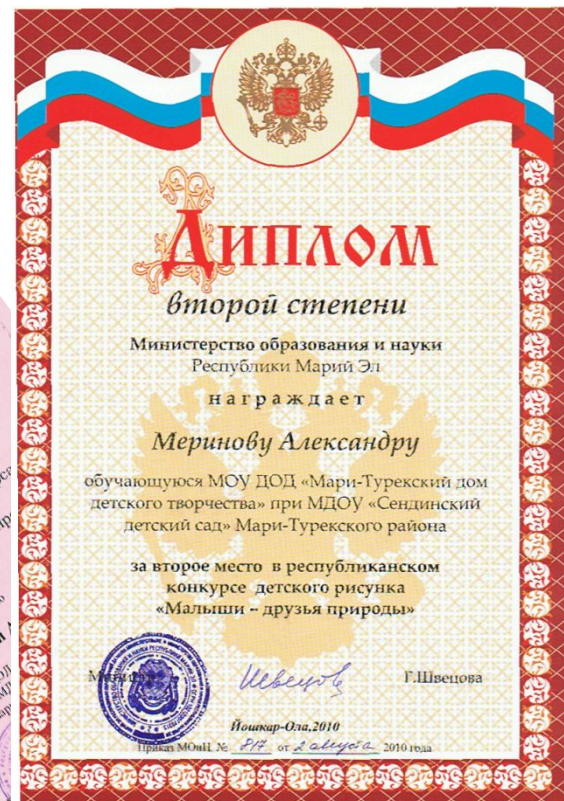 Диплом
второй степени
Министерство образования и науки
Республики Марий Эл
награждает
Меринову Александру
обучающуюся МОУ ДОД «Мари-Турекский дом
детского творчества» при МДОУ «Сендинский
детский сад» Мари-Турекского района
за второе место в республиканском
конкурсе детского рисунка
«Малыши – друзья природы»
Министр Швецов Г.Швецова
Йошкар-Ола,2010
Приказ МОиН № 817 от 2 августа 2010 года